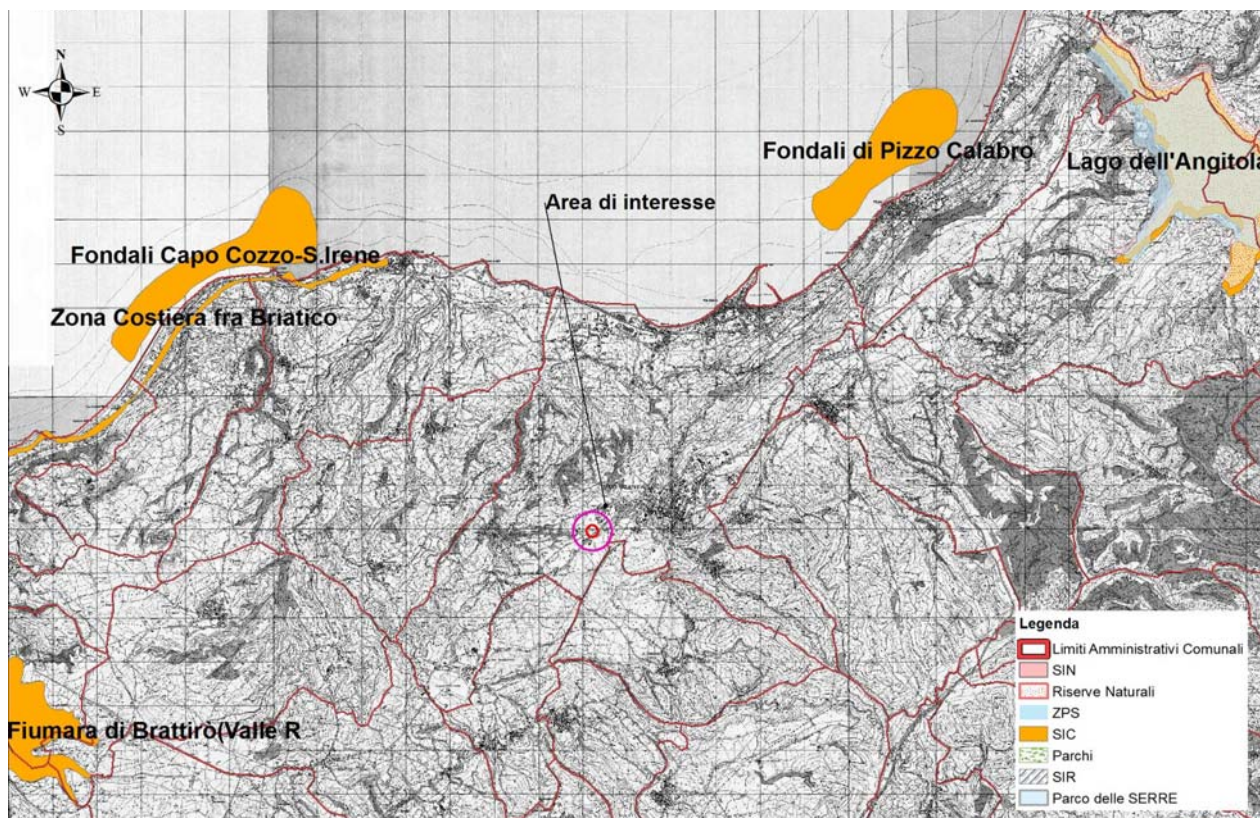 N
W E
S
Fondali di Pizzo Calabro
Lago dell'Angitola
Area di interesse
Fondali Capo Cozzo-S.Irene
Zona Costiera fra Briatico
Fiumara di Brattirò(Valle R
Legenda
Limiti Amministrativi Comunali
SIN
Riserve Naturali
ZPS
SIC
Parchi
SIR
Parco delle SERRE